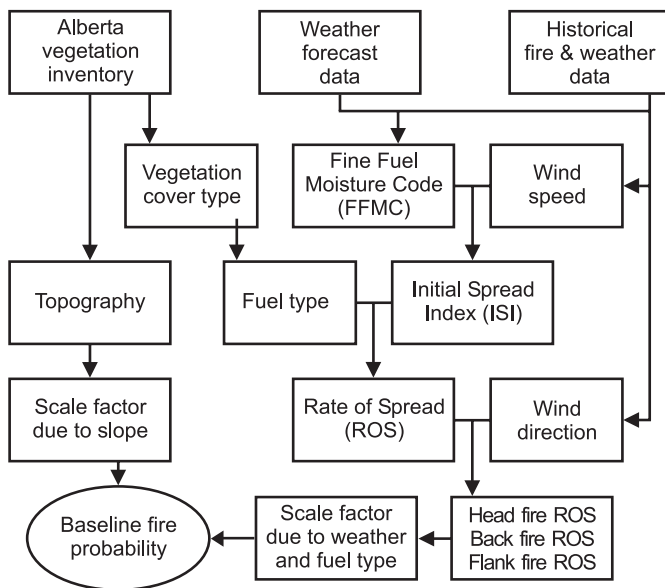 Alberta
vegetation
inventory
Weather
forecast
data
Historical
fire & weather
data
Vegetation
cover type
Fine Fuel
Moisture Code
(FFMC)
Wind
speed
Topography
Fuel type
Initial Spread
Index (ISI)
Scale factor
due to slope
Rate of Spread
(ROS)
Wind
direction
Baseline fire
probability
Scale factor
due to weather
and fuel type
Head fire ROS
Back fire ROS
Flank fire ROS